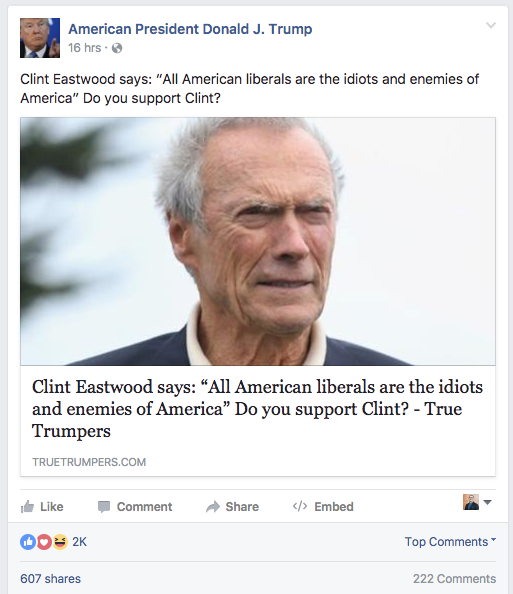 American President Donald J. Trump
16 hrs ·
Clint Eastwood says: “All American liberals are the idiots and enemies of
America” Do you support Clint?
Clint Eastwood says: “All American liberals are the idiots
and enemies of America” Do you support Clint? - True
Trumpers
TRUETRUMPERS.COM
Like Comment Share </> Embed
2K Top Comments
607 shares 222 Comments